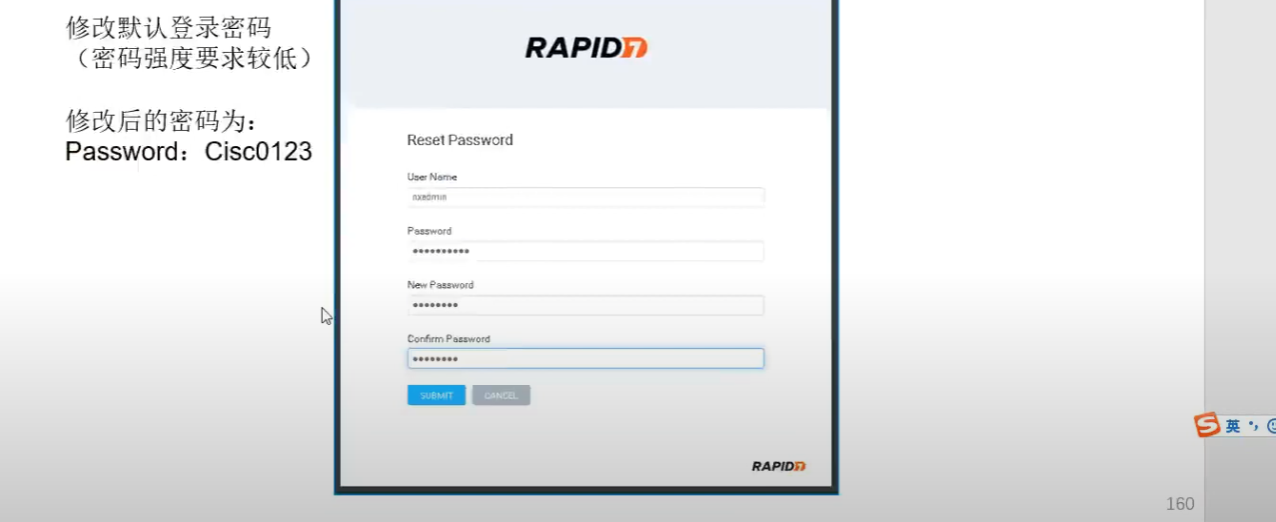 修改默认登录密码
（密码强度要求较低）
修改后的密码为：
Password：Cisc0123
RAPID7
Reset Password
User Name
nxadmin
Password
••••••••••
New Password
••••••••
Confirm Password
••••••••
SUBMIT CANCEL
RAPID7
英
160